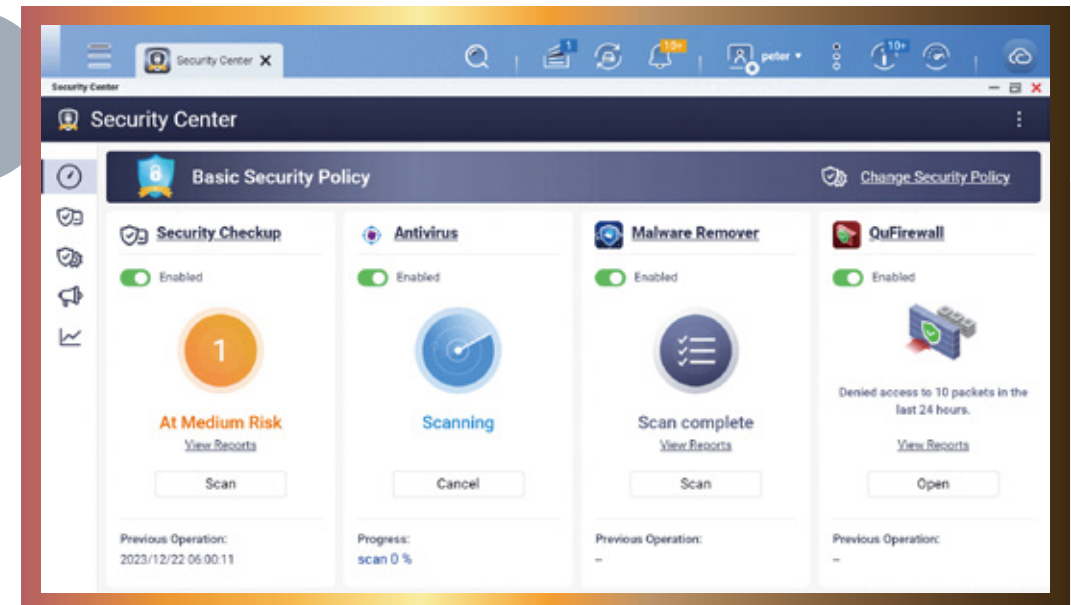 Security Center X
1
10+
peter
10+
Security Center
Security Center
Basic Security Policy
Change Security Policy
Security Checkup
Enabled
1
At Medium Risk
View Reports
Scan
Previous Operation:
2023/12/22 06:00:11
Antivirus
Enabled
Scanning
Cancel
Progress:
scan 0 %
Malware Remover
Enabled
Scan complete
View Reports
Scan
Previous Operation:
--
QuFirewall
Enabled
Denied access to 10 packets in the
last 24 hours.
View Reports
Open
Previous Operation:
--